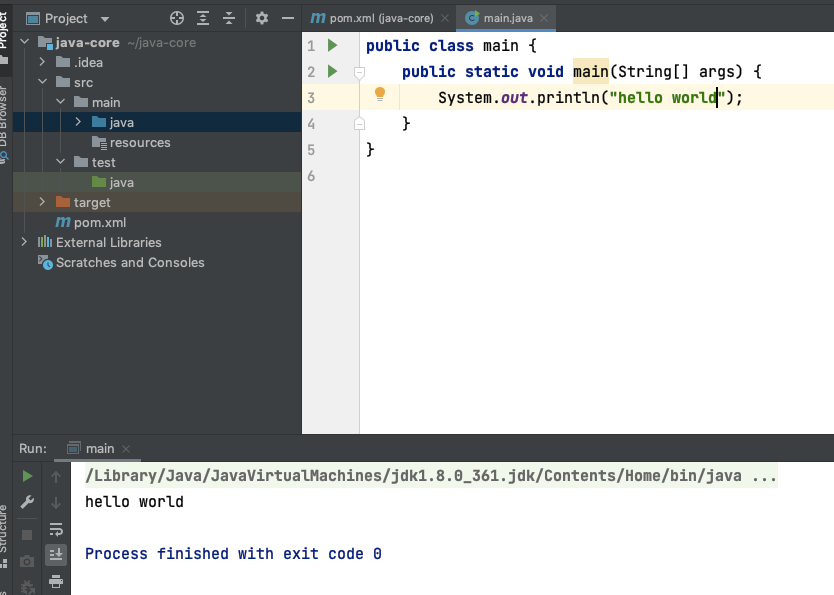 Project
pom.xml (java-core)
main.java
Project
DB Browser
Structure
java-core ~/java-core
.idea
src
main
java
resources
test
java
target
pom.xml
External Libraries
Scratches and Consoles
1 public class main {
2 public static void main(String[] args) {
3 System.out.println("hello world");
4 }
5 }
6
Run: main
/Library/Java/JavaVirtualMachines/jdk1.8.0_361.jdk/Contents/Home/bin/java ...
hello world
Process finished with exit code 0